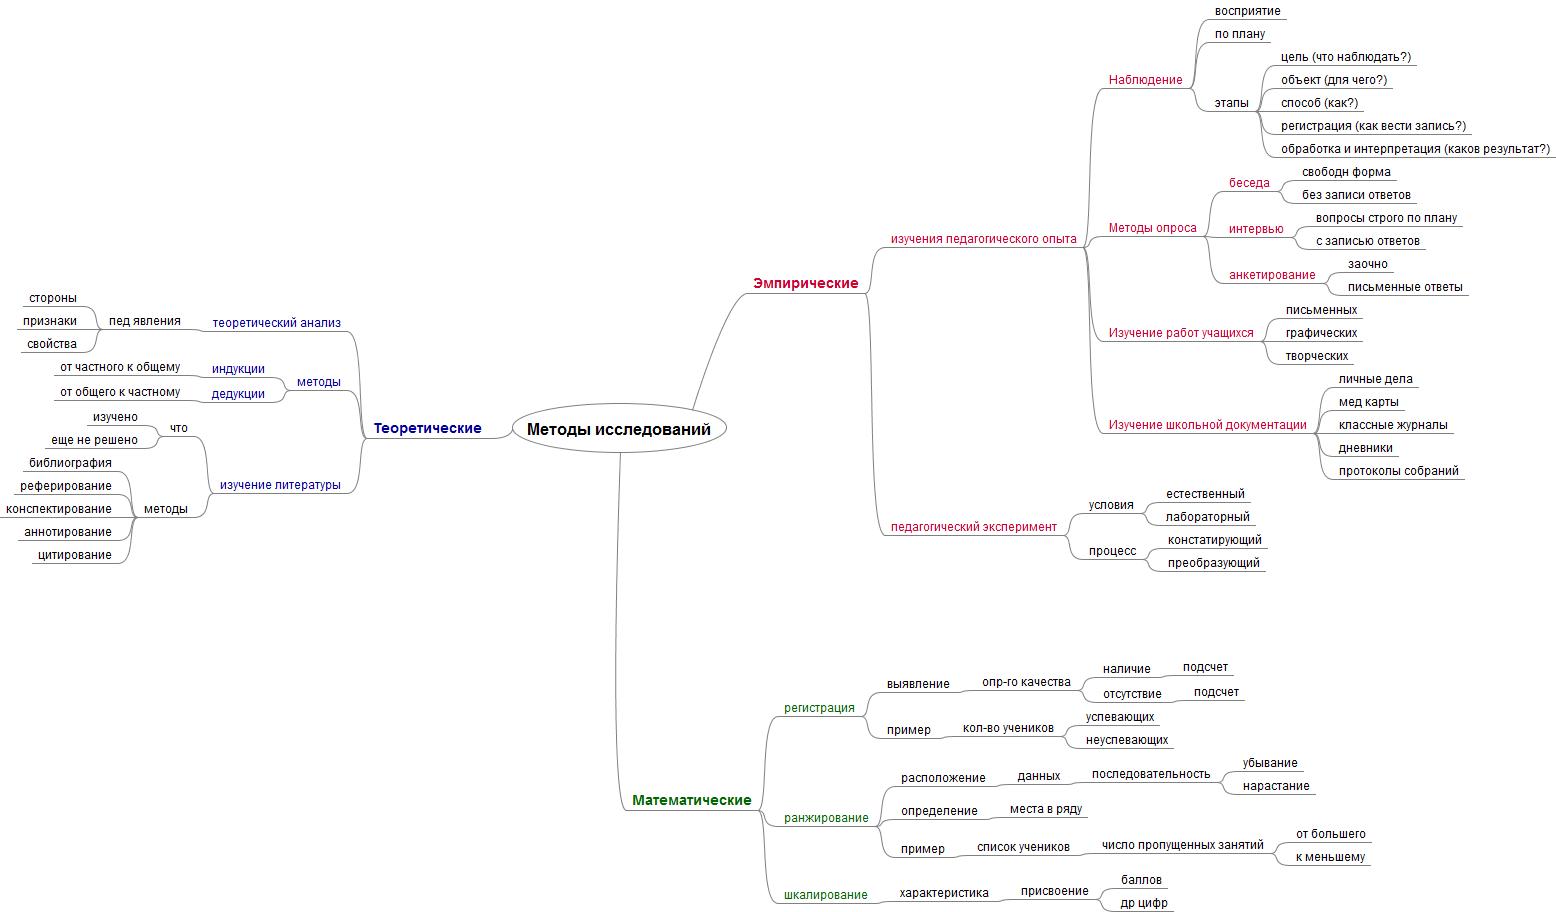 Методы исследований
Эмпирические
изучения педагогического опыта
Наблюдение
восприятие
по плану
этапы
цель (что наблюдать?)
объект (для чего?)
способ (как?)
регистрация (как вести запись?)
обработка и интерпретация (каков результат?)
Методы опроса
беседа
свободн форма
без записи ответов
интервью
вопросы строго по плану
с записью ответов
анкетирование
заочно
письменные ответы
Изучение работ учащихся
письменных
графических
творческих
Изучение школьной документации
личные дела
мед карты
классные журналы
дневники
протоколы собраний
педагогический эксперимент
условия
естественный
лабораторный
процесс
констатирующий
преобразующий
Теоретические
теоретический анализ
пед явления
стороны
признаки
свойства
методы
индукции
от частного к общему
дедукции
от общего к частному
изучение литературы
что
изучено
еще не решено
методы
библиография
реферирование
конспектирование
аннотирование
цитирование
Математические
регистрация
выявление
опр-го качества
наличие
подсчет
отсутствие
подсчет
пример
кол-во учеников
успевающих
неуспевающих
ранжирование
расположение
данных
последовательность
убывание
нарастание
определение
места в ряду
пример
список учеников
число пропущенных занятий
от большего
к меньшему
шкалирование
характеристика
присвоение
баллов
др цифр